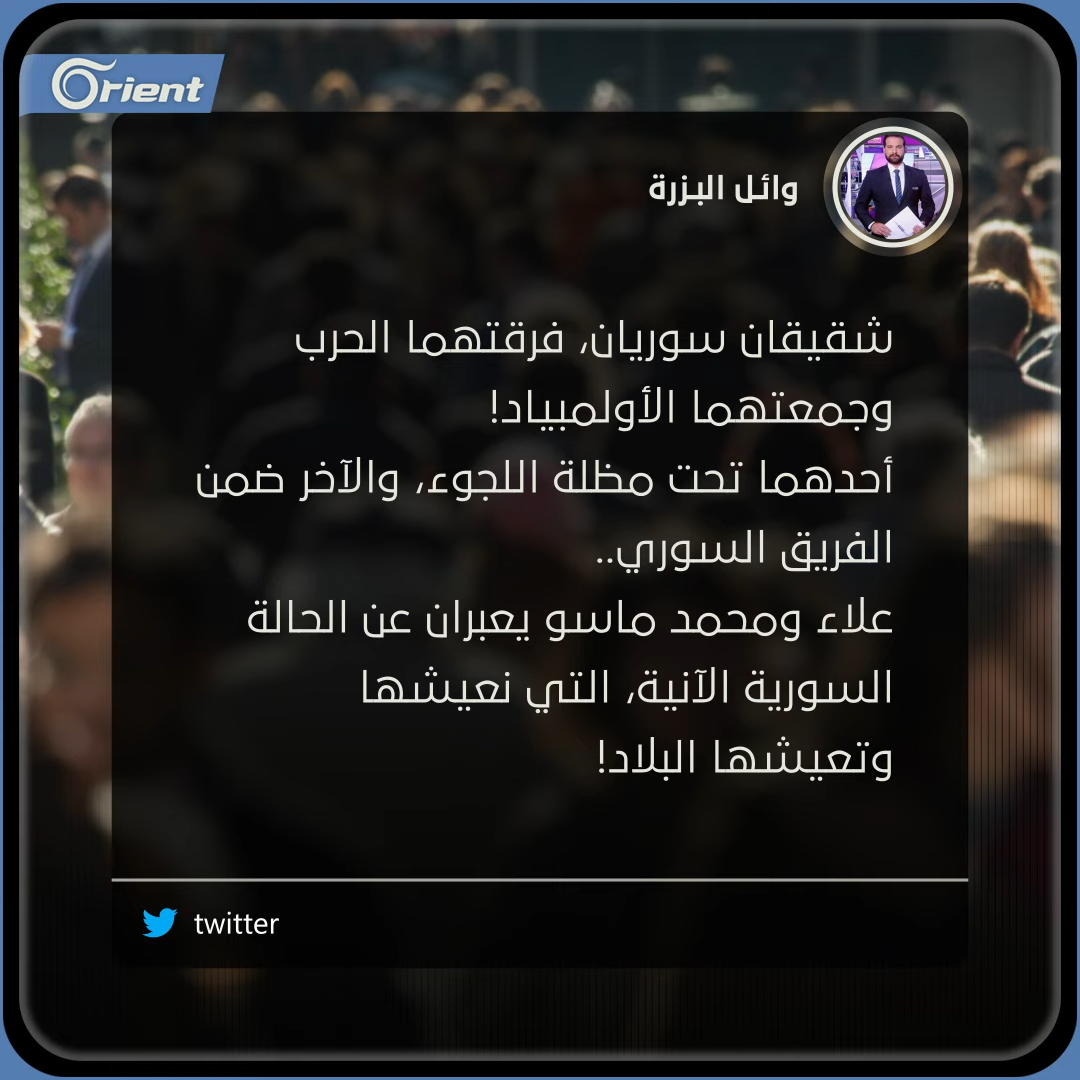 Orient
وائل البزرة
شقيقان سوريان، فرقتهما الحرب
وجمعتهما الأولمبياد!
أحدهما تحت مظلة اللجوء، والآخر ضمن
الفريق السوري..
علاء ومحمد ماسو يعبران عن الحالة
السورية الآنية، التي نعيشها
وتعيشها البلاد!
twitter